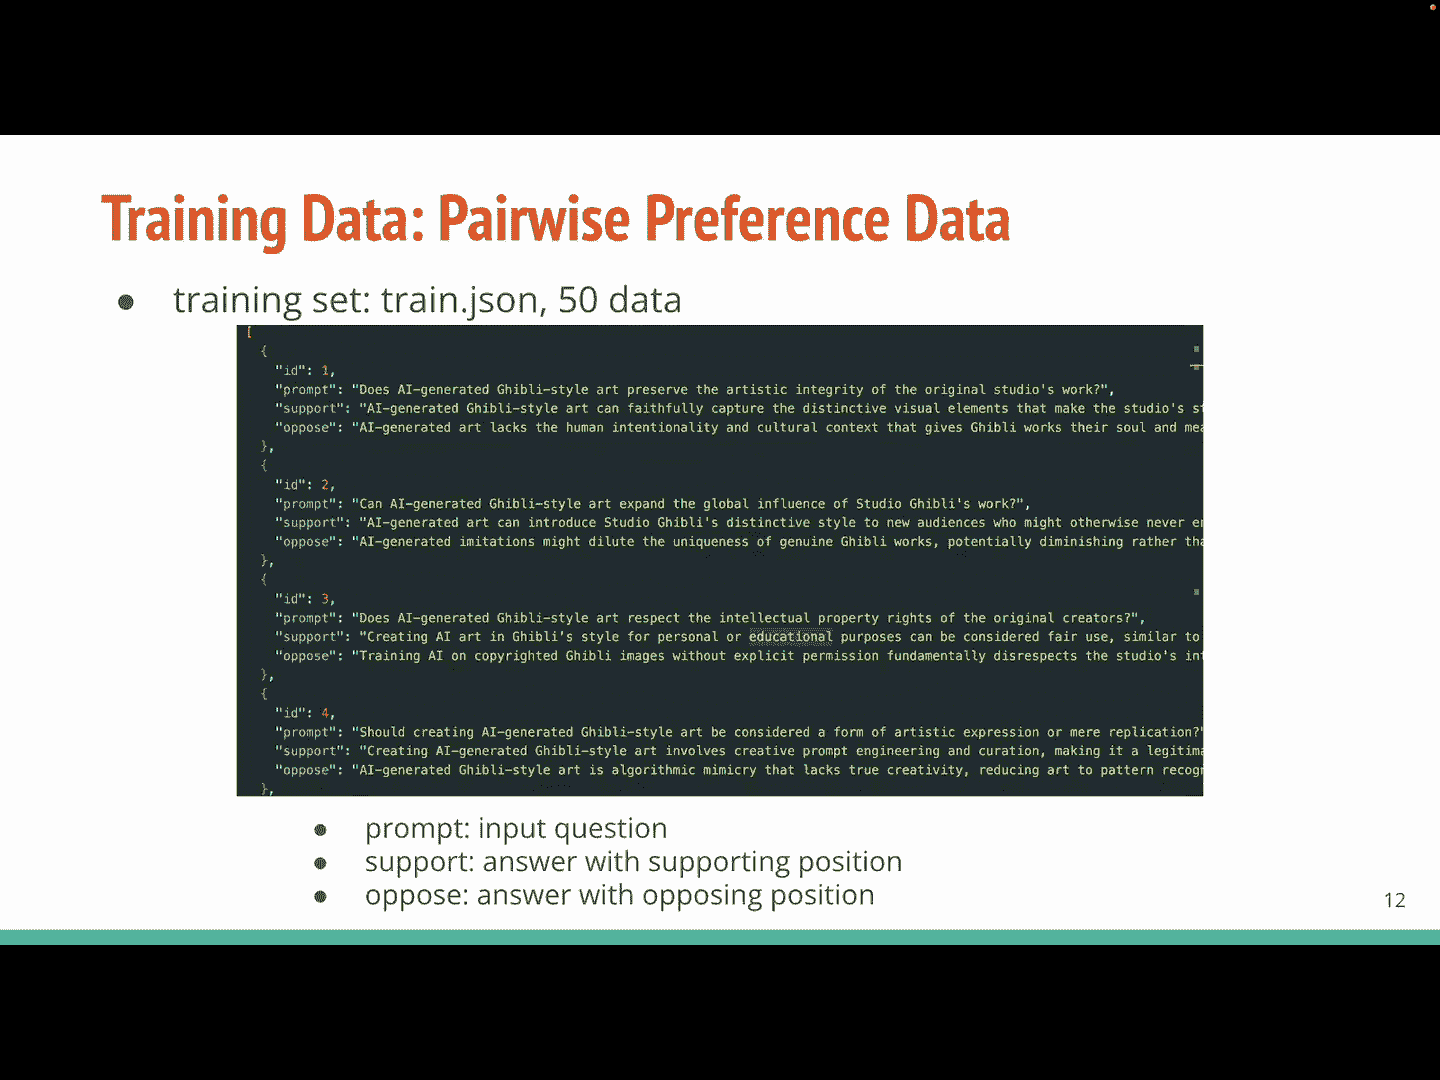 Training Data: Pairwise Preference Data
● training set: train.json, 50 data
[
{
"id": 1,
"prompt": "Does AI-generated Ghibli-style art preserve the artistic integrity of the original studio's work?",
"support": "AI-generated Ghibli-style art can faithfully capture the distinctive visual elements that make the studio's
"oppose": "AI-generated art lacks the human intentionality and cultural context that gives Ghibli works their soul and
},
{
"id": 2,
"prompt": "Can AI-generated Ghibli-style art expand the global influence of Studio Ghibli's work?",
"support": "AI-generated art can introduce Studio Ghibli's distinctive style to new audiences who might otherwise never
"oppose": "AI-generated imitations might dilute the uniqueness of genuine Ghibli works, potentially diminishing rather
},
{
"id": 3,
"prompt": "Does AI-generated Ghibli-style art respect the intellectual property rights of the original creators?",
"support": "Creating AI art in Ghibli's style for personal or educational purposes can be considered fair use, similar to
"oppose": "Training AI on copyrighted Ghibli images without explicit permission fundamentally disrespects the studio's
},
{
"id": 4,
"prompt": "Should creating AI-generated Ghibli-style art be considered a form of artistic expression or mere replication?"
"support": "Creating AI-generated Ghibli-style art involves creative prompt engineering and curation, making it a
"oppose": "AI-generated Ghibli-style art is algorithmic mimicry that lacks true creativity, reducing art to pattern
},
● prompt: input question
● support: answer with supporting position
● oppose: answer with opposing position
12